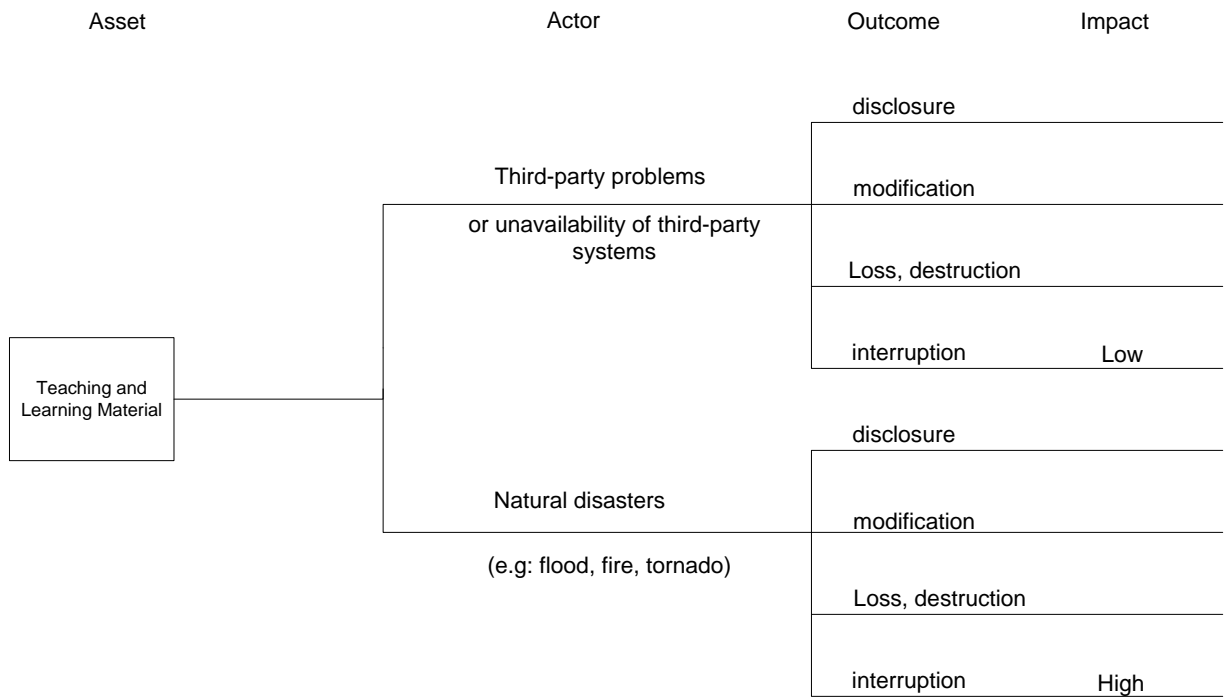 Asset Actor Outcome Impact
disclosure
Third-party problems
modification
or unavailability of third-party
systems
Loss, destruction
interruption Low
Teaching and
Learning Material
disclosure
Natural disasters
modification
(e.g: flood, fire, tornado)
Loss, destruction
interruption High